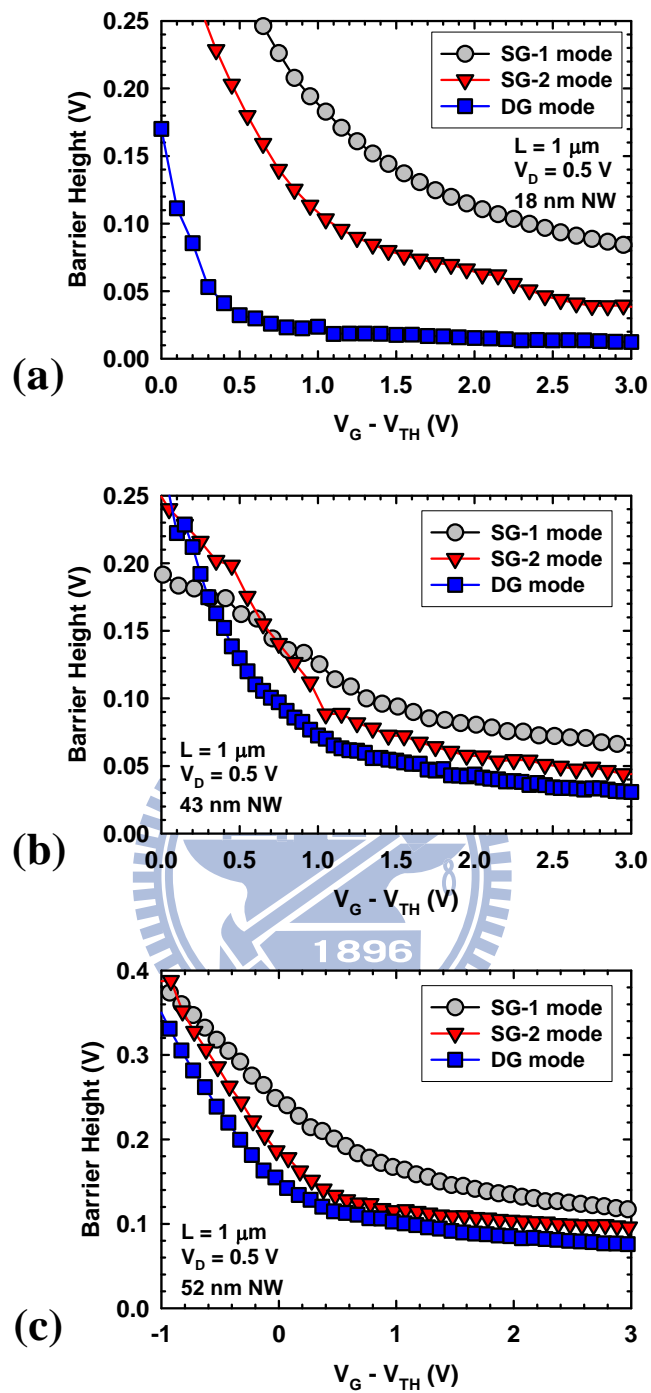 0.25
0.20
0.15
0.10
0.05
0.00
Barrier Height (V)
SG-1 mode
SG-2 mode
DG mode
L = 1 μm
V_D = 0.5 V
18 nm NW
0.0 0.5 1.0 1.5 2.0 2.5 3.0
V_G - V_TH (V)
(a)
0.25
0.20
0.15
0.10
0.05
0.00
Barrier Height (V)
SG-1 mode
SG-2 mode
DG mode
L = 1 μm
V_D = 0.5 V
43 nm NW
0.0 0.5 1.0 1.5 2.0 2.5 3.0
V_G - V_TH (V)
(b)
1896
0.4
0.3
0.2
0.1
0.0
Barrier Height (V)
SG-1 mode
SG-2 mode
DG mode
L = 1 μm
V_D = 0.5 V
52 nm NW
-1 0 1 2 3
V_G - V_TH (V)
(c)